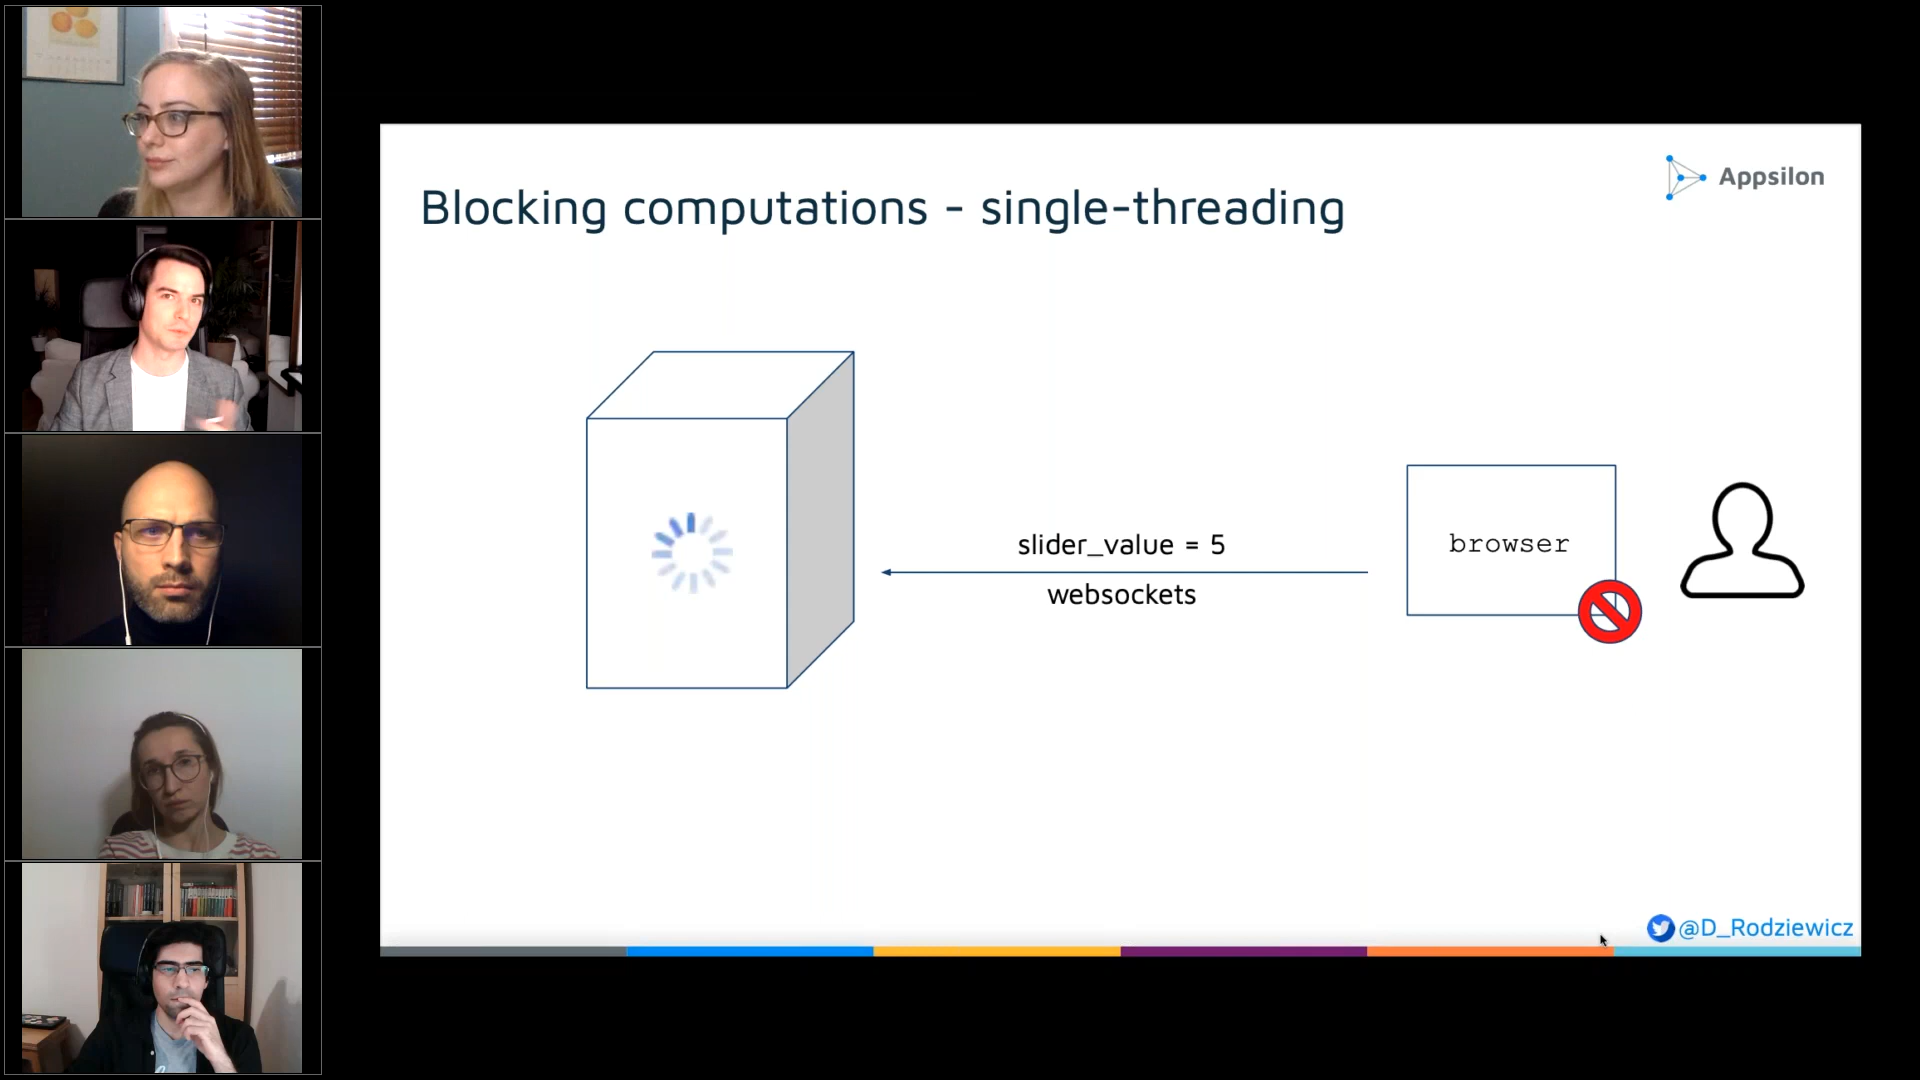 Appsilon
Blocking computations - single-threading
slider_value = 5
websockets
browser
@D_Rodziewicz